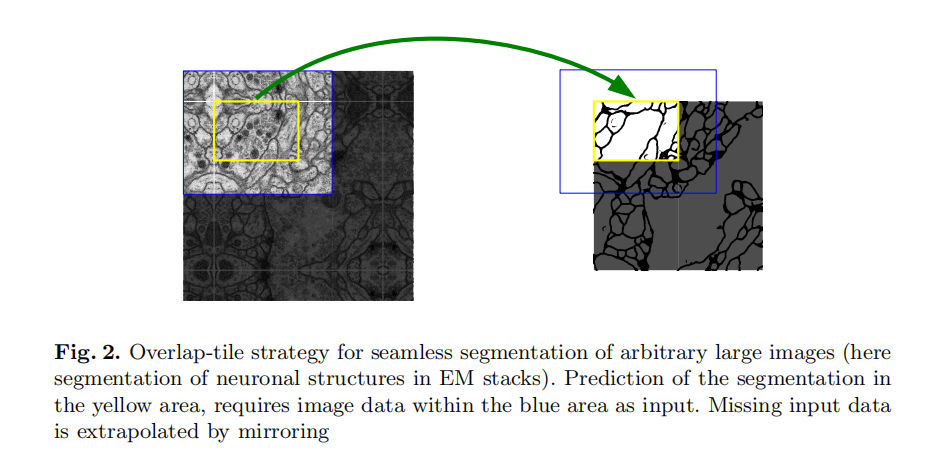 Fig. 2. Overlap-tile strategy for seamless segmentation of arbitrary large images (here
segmentation of neuronal structures in EM stacks). Prediction of the segmentation in
the yellow area, requires image data within the blue area as input. Missing input data
is extrapolated by mirroring